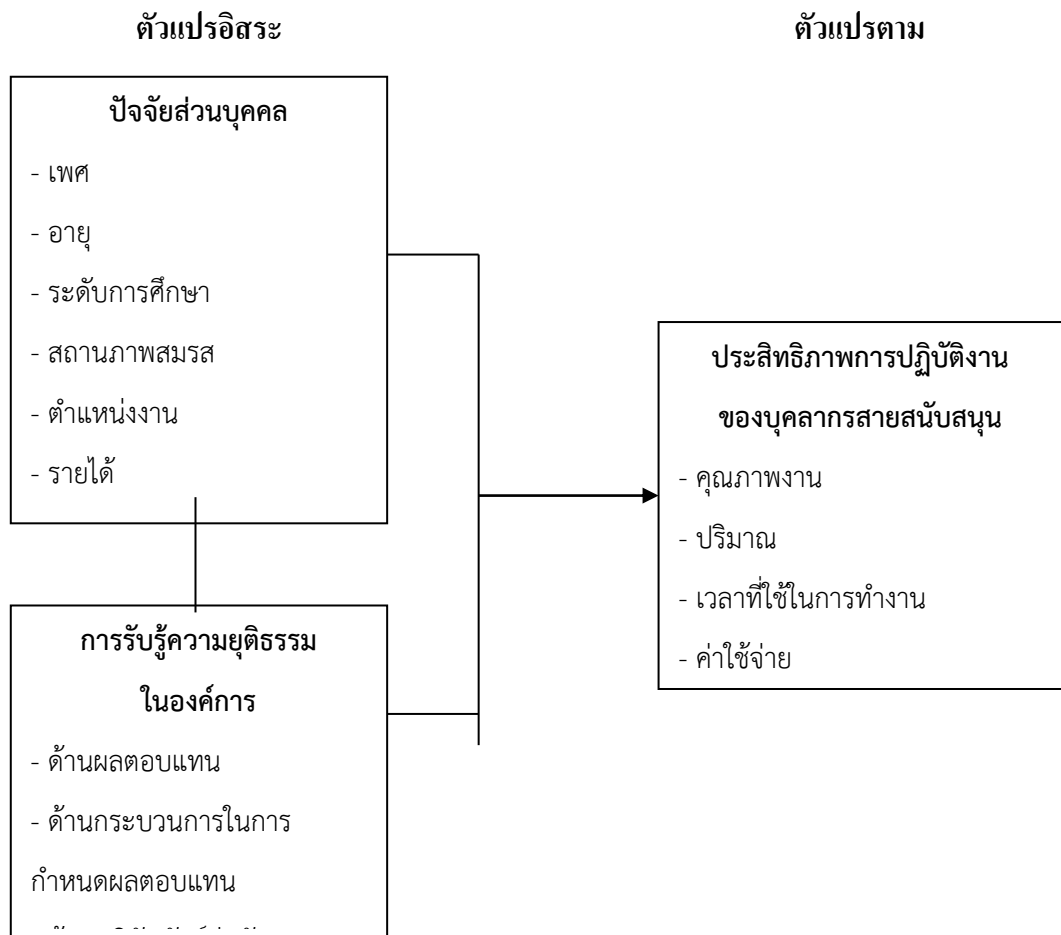 ตัวแปรอิสระ
ตัวแปรตาม
ปัจจัยส่วนบุคคล
- เพศ
- อายุ
- ระดับการศึกษา
- สถานภาพสมรส
- ตำแหน่งงาน
- รายได้
การรับรู้ความยุติธรรม
ในองค์การ
- ด้านผลตอบแทน
- ด้านกระบวนการในการ
กำหนดผลตอบแทน
ประสิทธิภาพการปฏิบัติงาน
ของบุคลากรสายสนับสนุน
- คุณภาพงาน
- ปริมาณ
- เวลาที่ใช้ในการทำงาน
- ค่าใช้จ่าย